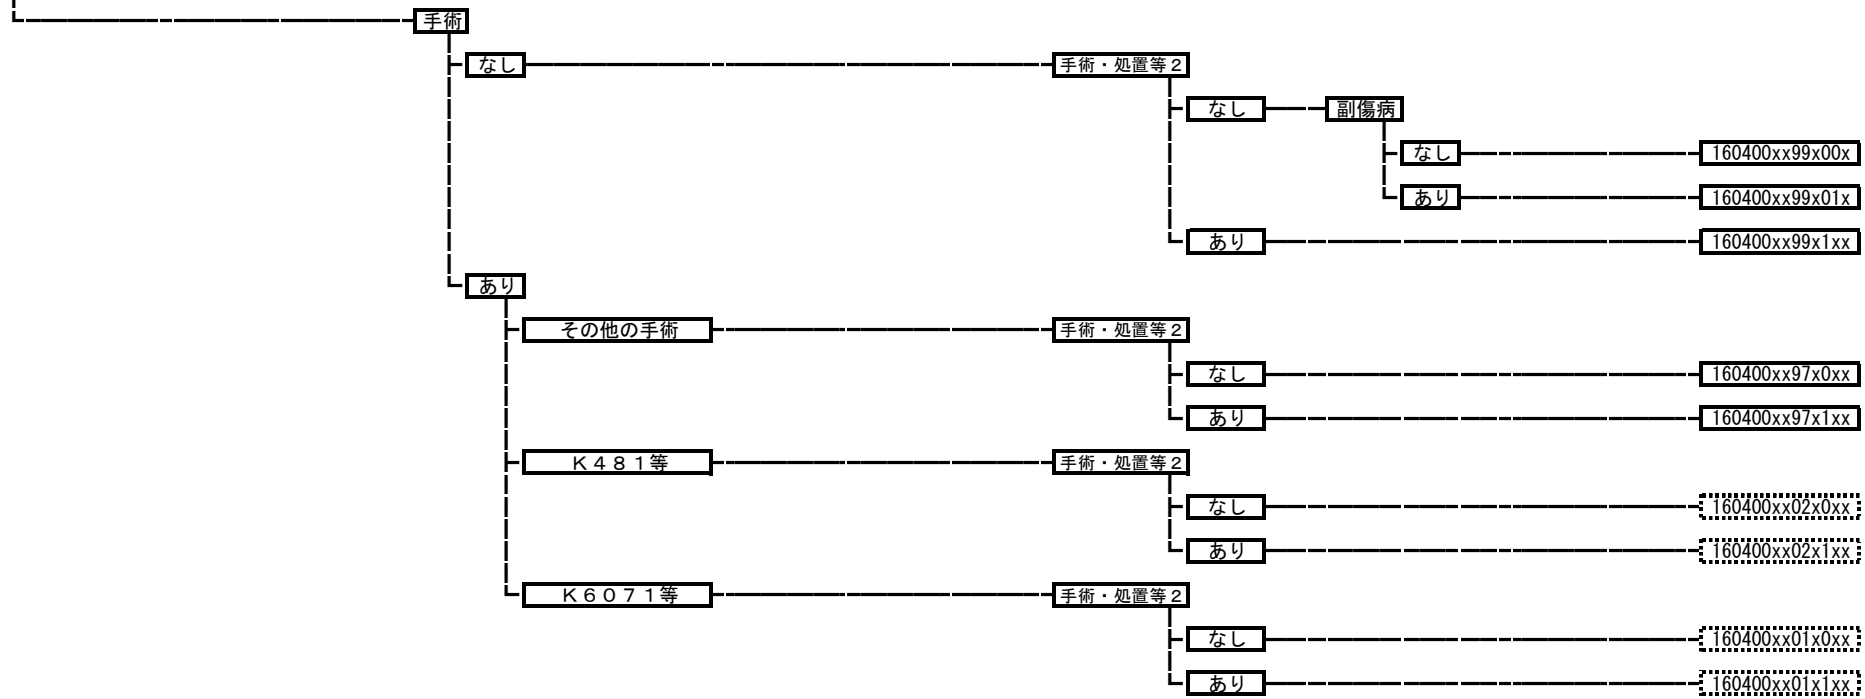 手術
なし 手術・処置等2
なし 副傷病
なし 160400xx99x00x
あり 160400xx99x01x
あり 160400xx99x1xx
あり
その他の手術 手術・処置等2
なし 160400xx97x0xx
あり 160400xx97x1xx
K481等 手術・処置等2
なし 160400xx02x0xx
あり 160400xx02x1xx
K6071等 手術・処置等2
なし 160400xx01x0xx
あり 160400xx01x1xx